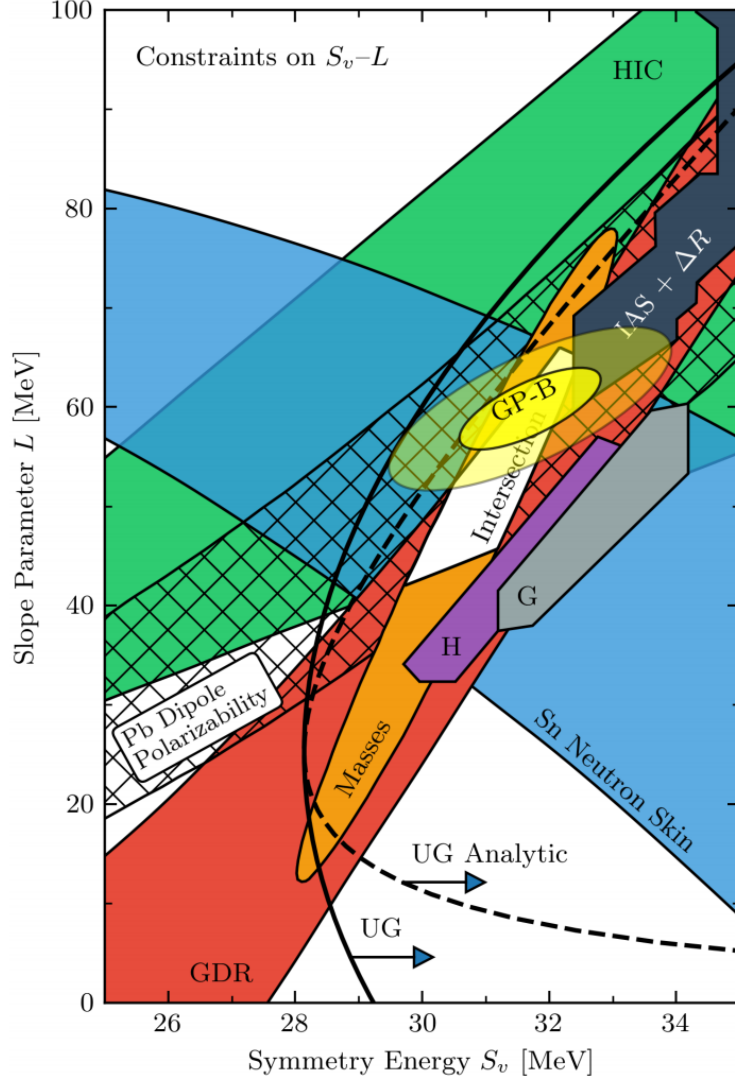 Constraints on S_v–L
HIC
IAS + ΔR
GP-B
Intersection
G
H
Pb Dipole
Polarizability
Masses
Sn Neutron Skin
UG Analytic
UG
GDR
Slope Parameter L [MeV]
100
80
60
40
20
0
26 28 30 32 34
Symmetry Energy S_v [MeV]